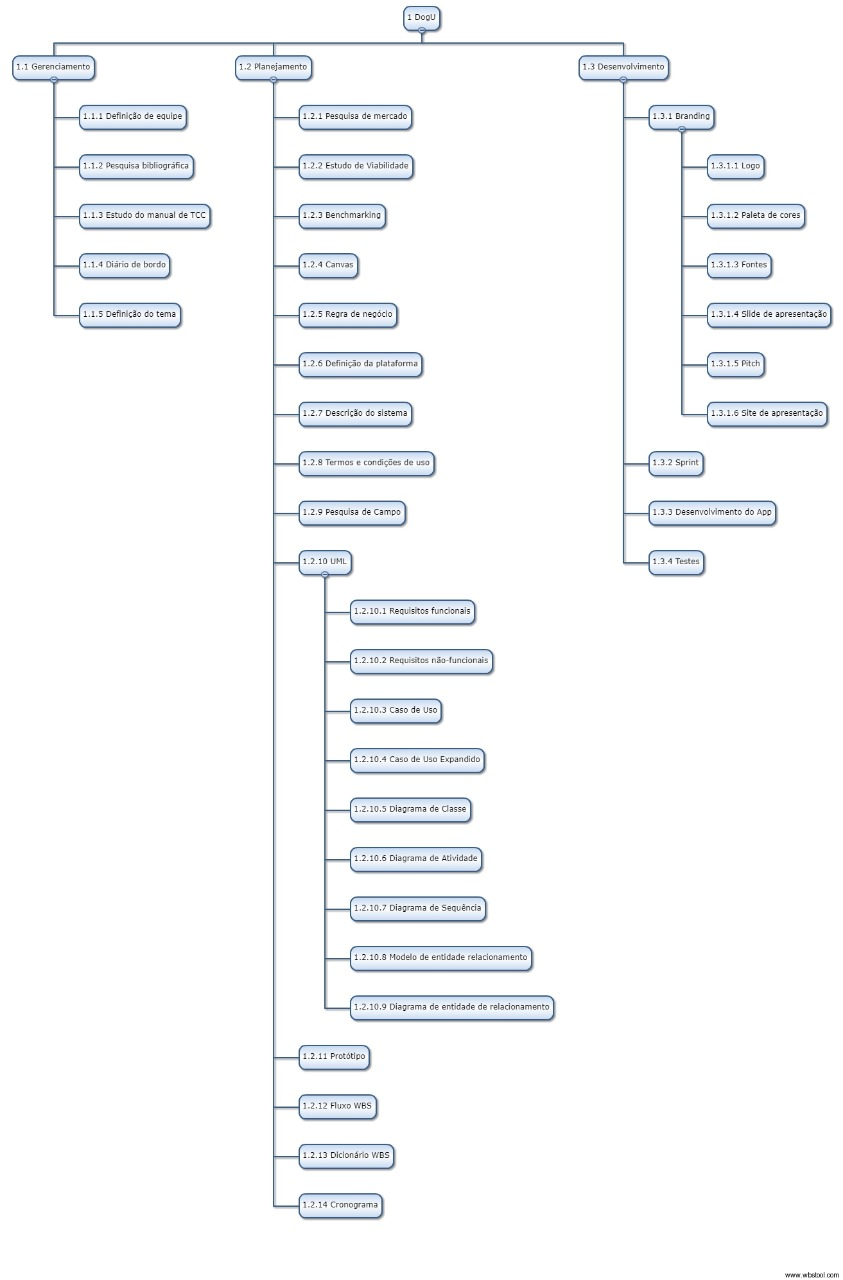 1 DogU
1.1 Gerenciamento
1.1.1 Definição de equipe
1.1.2 Pesquisa bibliográfica
1.1.3 Estudo do manual de TCC
1.1.4 Diário de bordo
1.1.5 Definição do tema
1.2 Planejamento
1.2.1 Pesquisa de mercado
1.2.2 Estudo de Viabilidade
1.2.3 Benchmarking
1.2.4 Canvas
1.2.5 Regra de negócio
1.2.6 Definição da plataforma
1.2.7 Descrição do sistema
1.2.8 Termos e condições de uso
1.2.9 Pesquisa de Campo
1.2.10 UML
1.2.10.1 Requisitos funcionais
1.2.10.2 Requisitos não-funcionais
1.2.10.3 Caso de Uso
1.2.10.4 Caso de Uso Expandido
1.2.10.5 Diagrama de Classe
1.2.10.6 Diagrama de Atividade
1.2.10.7 Diagrama de Sequência
1.2.10.8 Modelo de entidade relacionamento
1.2.10.9 Diagrama de entidade de relacionamento
1.2.11 Protótipo
1.2.12 Fluxo WBS
1.2.13 Dicionário WBS
1.2.14 Cronograma
1.3 Desenvolvimento
1.3.1 Branding
1.3.1.1 Logo
1.3.1.2 Paleta de cores
1.3.1.3 Fontes
1.3.1.4 Slide de apresentação
1.3.1.5 Pitch
1.3.1.6 Site de apresentação
1.3.2 Sprint
1.3.3 Desenvolvimento do App
1.3.4 Testes
www.wbstool.com